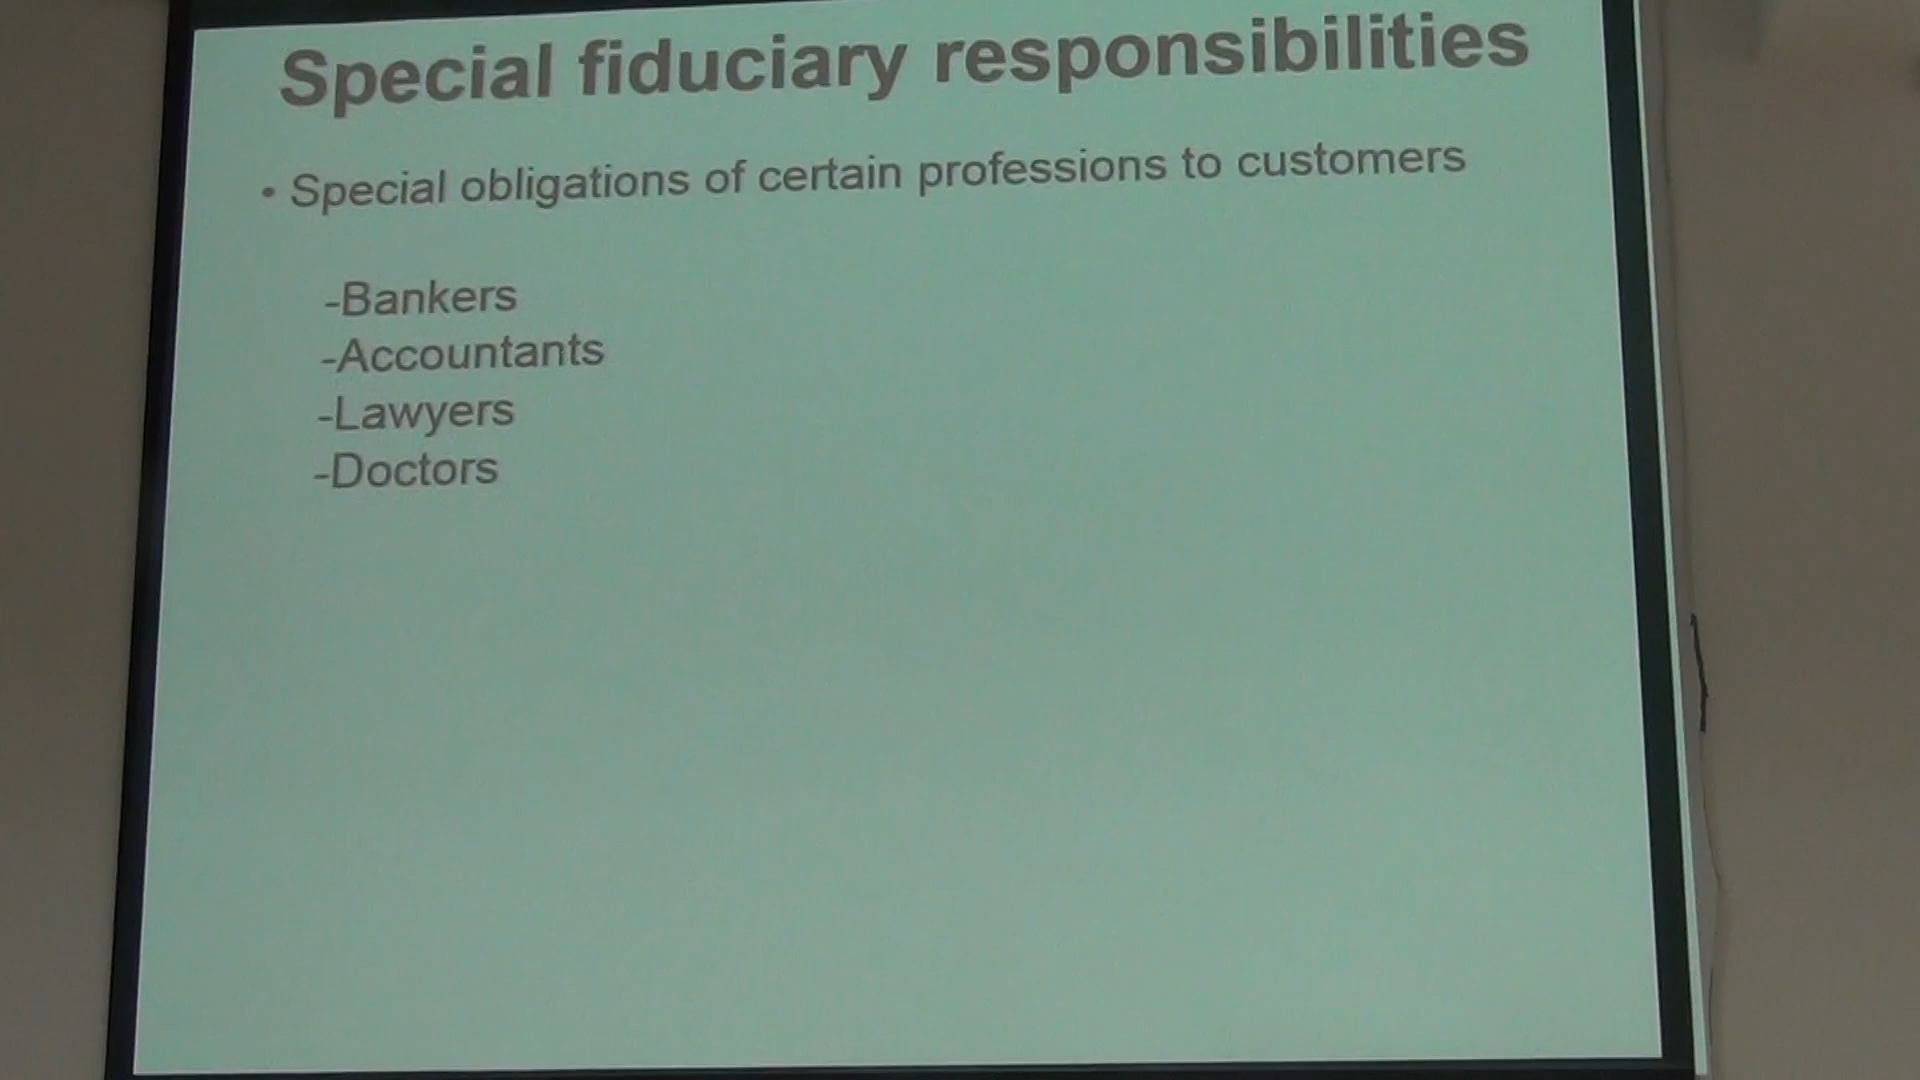 Special fiduciary responsibilities
• Special obligations of certain professions to customers
-Bankers
-Accountants
-Lawyers
-Doctors